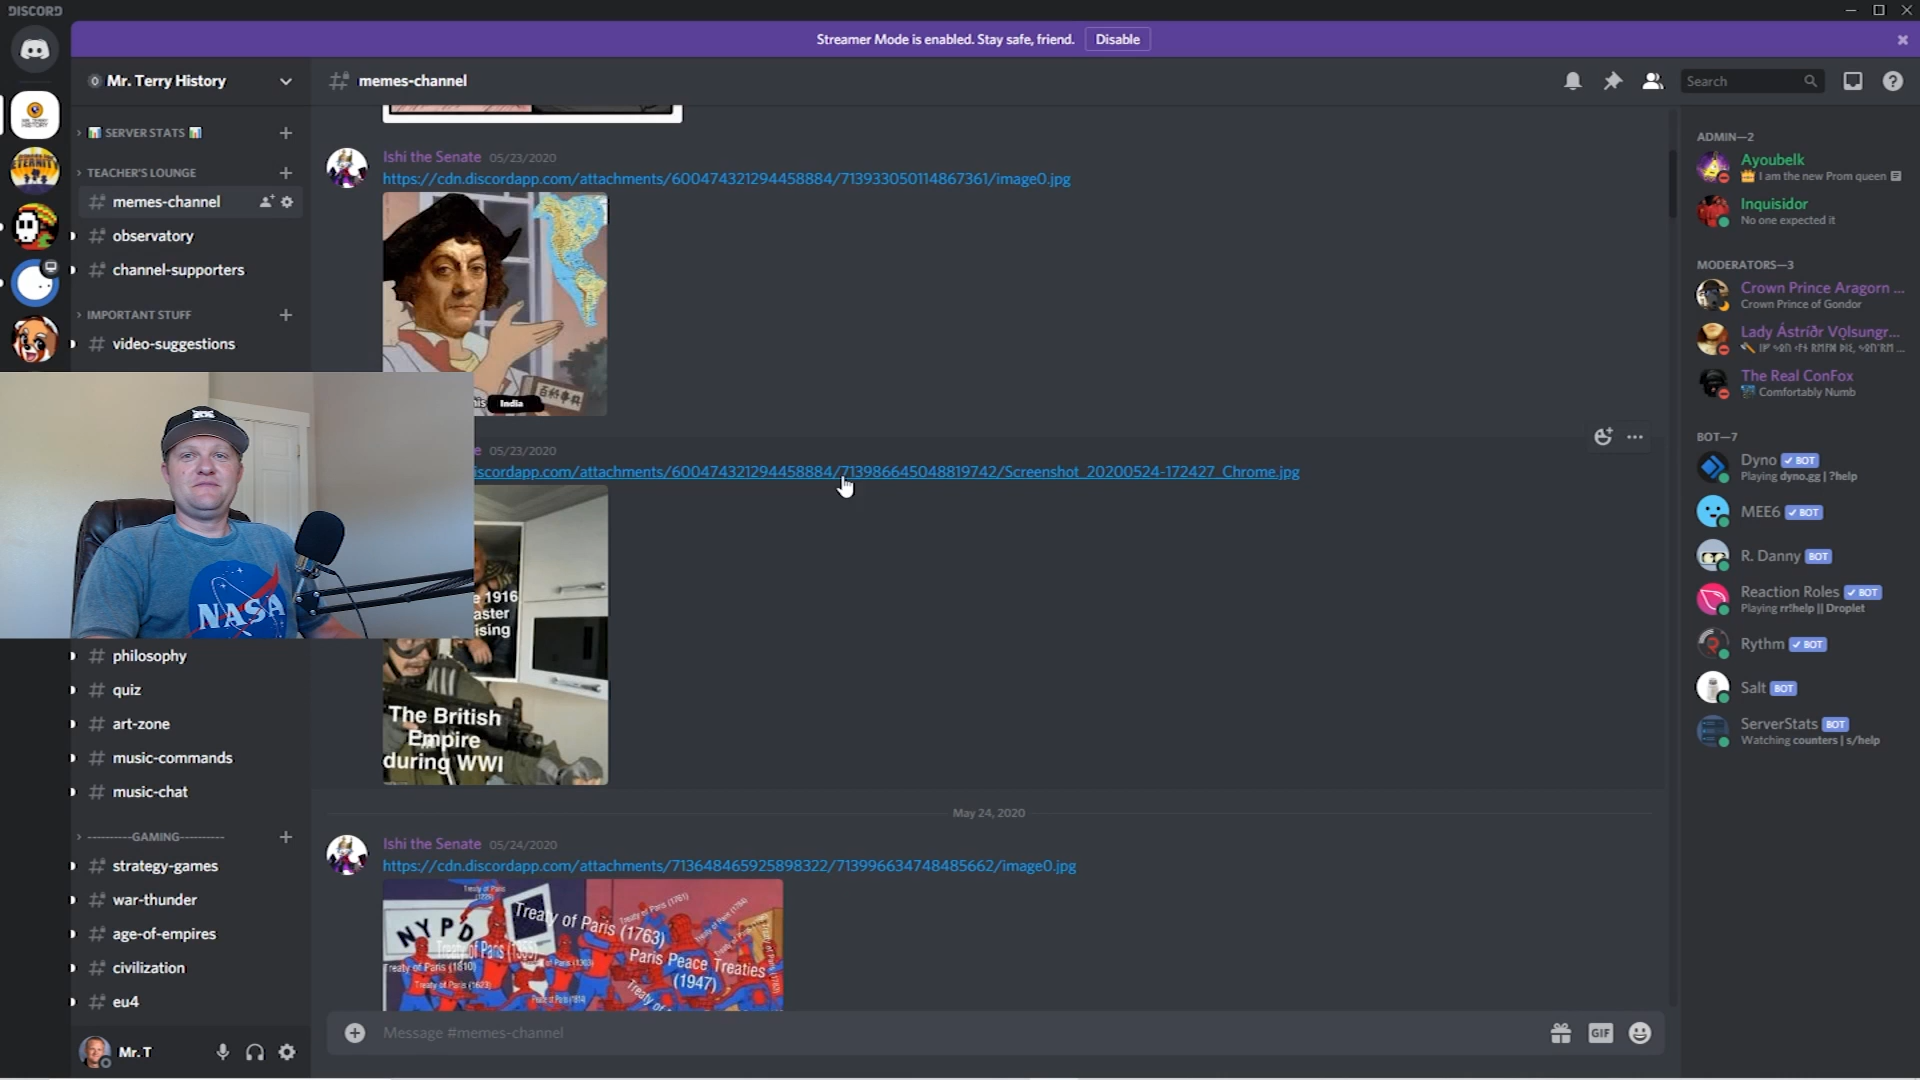 DISCORD
Streamer Mode is enabled. Stay safe, friend.
Disable
Mr. Terry History
memes-channel
Search
SERVER STATS
TEACHER'S LOUNGE
memes-channel
observatory
channel-supporters
IMPORTANT STUFF
video-suggestions
NASA
philosophy
quiz
art-zone
music-commands
music-chat
----------GAMING----------
strategy-games
war-thunder
age-of-empires
civilization
eu4
Mr. T
Ishi the Senate 05/23/2020
https://cdn.discordapp.com/attachments/600474321294458884/713933050114867361/image0.jpg
India
05/23/2020
iscordapp.com/attachments/600474321294458884/713986645048819742/Screenshot_20200524-172427_Chrome.jpg
e 1916
aster
ising
The British
Empire
during WWI
May 24, 2020
Ishi the Senate 05/24/2020
https://cdn.discordapp.com/attachments/713648465925898322/713996634748485662/image0.jpg
NYPD
Treaty of Paris (1763)
Treaty of Paris (1761)
Treaty of Paris (1810)
Treaty of Paris (1623)
Paris Peace Treaties
(1947)
Message #memes-channel
GIF
ADMIN—2
Ayoubelk
I am the new Prom queen
Inquisidor
No one expected it
MODERATORS—3
Crown Prince Aragorn ...
Crown Prince of Gondor
Lady Ástríðr Vǫlsungr...
The Real ConFox
Comfortably Numb
BOT—7
Dyno BOT
Playing dyno.gg | ?help
MEE6 BOT
R. Danny BOT
Reaction Roles BOT
Playing rr!help || Droplet
Rythm BOT
Salt BOT
ServerStats BOT
Watching counters | s/help